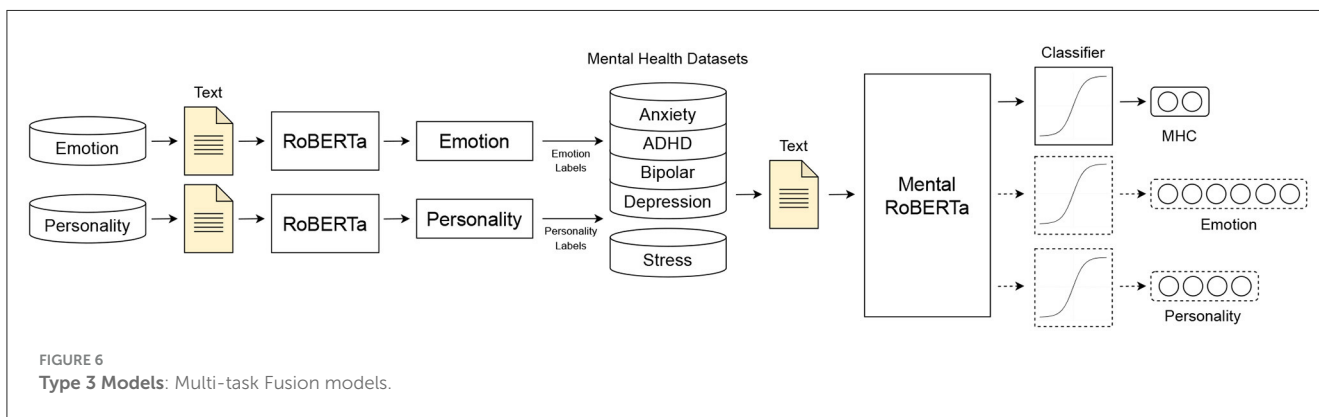 Mental Health Datasets
Classifier
Text
Emotion
RoBERTa
Emotion
Emotion
Labels
Personality
RoBERTa
Personality
Personality
Labels
Anxiety
ADHD
Bipolar
Depression
Stress
Text
Mental
RoBERTa
MHC
Emotion
Personality
FIGURE 6
Type 3 Models: Multi-task Fusion models.